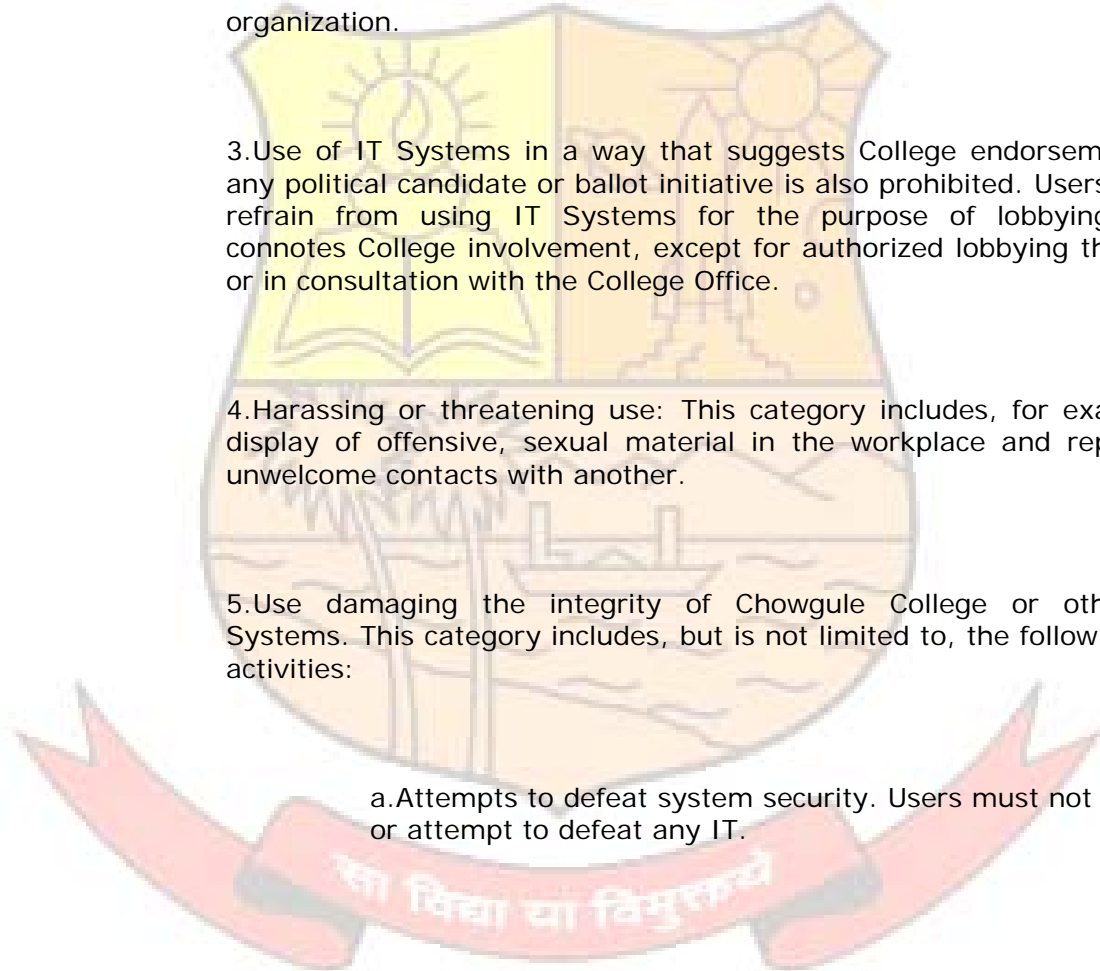 organization.
3.Use of IT Systems in a way that suggests College endorsem
any political candidate or ballot initiative is also prohibited. Users
refrain from using IT Systems for the purpose of lobbying
connotes College involvement, except for authorized lobbying th
or in consultation with the College Office.
4.Harassing or threatening use: This category includes, for exa
display of offensive, sexual material in the workplace and rep
unwelcome contacts with another.
5.Use damaging the integrity of Chowgule College or oth
Systems. This category includes, but is not limited to, the follow
activities:
a.Attempts to defeat system security. Users must not
or attempt to defeat any IT.
सा विद्या या विमुक्तये